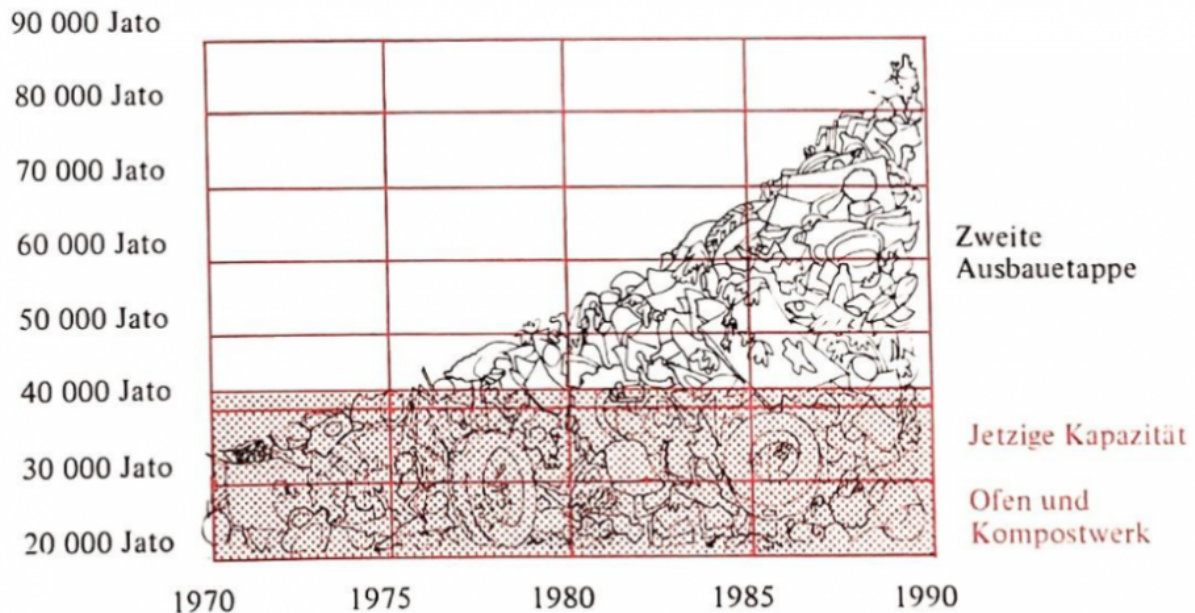 90 000 Jato
80 000 Jato
70 000 Jato
60 000 Jato
50 000 Jato
40 000 Jato
30 000 Jato
20 000 Jato
Zweite
Ausbauetappe
Jetzige Kapazität
Ofen und
Kompostwerk
1970
1975
1980
1985
1990